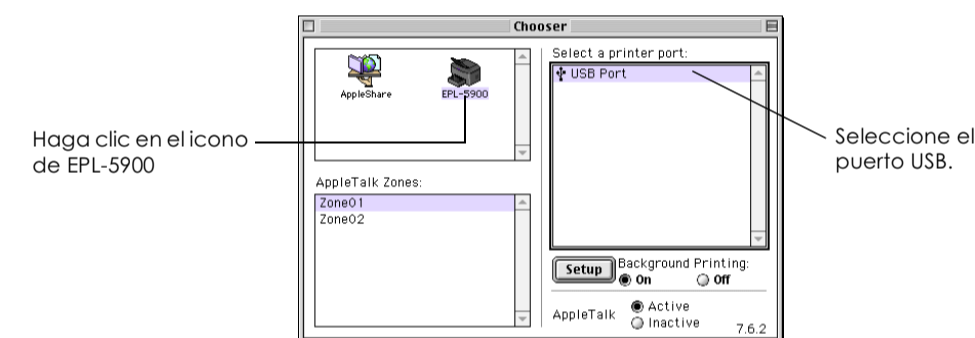 Chooser
AppleShare
EPL-5900
Select a printer port:
USB Port
Haga clic en el icono
de EPL-5900
Seleccione el
puerto USB.
AppleTalk Zones:
Zone01
Zone02
Setup
Background Printing:
On Off
AppleTalk
Active
Inactive
7.6.2